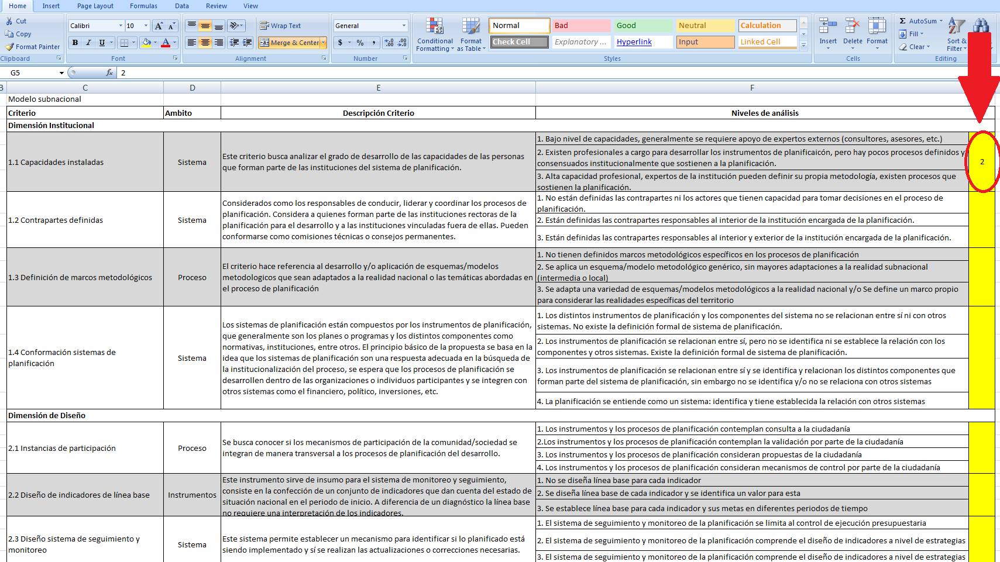 Home Insert Page Layout Formulas Data Review View
Cut
Copy
Format Painter
Clipboard
Calibri 10
B I U
Font
Wrap Text
Merge & Center
Alignment
General
$ % ,
Number
Conditional Formatting
Format as Table
Normal Bad Good Neutral Calculation
Check Cell Explanatory ... Hyperlink Input Linked Cell
Styles
Insert Delete Format
Cells
Σ AutoSum
Fill
Clear
Sort & Filter
Editing
G5 fx 2
B C D E F
Modelo subnacional
Criterio Ambito Descripción Criterio Niveles de análisis
Dimensión Institucional
1.1 Capacidades instaladas
Sistema
Este criterio busca analizar el grado de desarrollo de las capacidades de las personas
que forman parte de las instituciones del sistema de planificación.
1. Bajo nivel de capacidades, generalmente se requiere apoyo de expertos externos (consultores, asesores, etc.)
2. Existen profesionales a cargo para desarrollar los instrumentos de planificaicón, pero hay pocos procesos definidos y
consensuados institucionalmente que sostienen a la planificación.
3. Alta capacidad profesional, expertos de la institución pueden definir su propia metodología, existen procesos que
sostienen la planificación.
2
1.2 Contrapartes definidas
Sistema
Considerados como los responsables de conducir, liderar y coordinar los procesos de
planificación. Considera a quienes forman parte de las instituciones rectoras de la
planificación para el desarrollo y a las instituciones vinculadas fuera de ellas. Pueden
conformarse como comisiones técnicas o consejos permanentes.
1. No están definidas las contrapartes ni los actores que tienen capacidad para tomar decisiones en el proceso de
planificación.
2. Están definidas las contrapartes responsables al interior de la institución encargada de la planificación.
3. Están definidas las contrapartes responsables al interior y exterior de la institución encargada de la planificación.
1.3 Definición de marcos metodológicos
Proceso
El criterio hace referencia al desarrollo y/o aplicación de esquemas/modelos
metodologicos que sean adaptados a la realidad nacional o las temáticas abordadas en
el proceso de planificación
1. No tienen definidos marcos metodológicos específicos en los procesos de planificación
2. Se aplica un esquema/modelo metodológico genérico, sin mayores adaptaciones a la realidad subnacional
(intermedia o local)
3. Se adapta una variedad de esquemas/modelos metodológicos a la realidad nacional y/o Se define un marco propio
para considerar las realidades específicas del territorio
1.4 Conformación sistemas de
planificación
Sistema
Los sistemas de planificación están compuestos por los instrumentos de planificación,
que generalmente son los planes o programas y los distintos componentes como
normativas, instituciones, entre otros. El principio básico de la propuesta se basa en la
idea que los sistemas de planificación son una respuesta adecuada en la búsqueda de
la institucionalización del proceso, se espera que los procesos de planificación se
desarrollen dentro de las organizaciones o individuos participantes y se integren con
otros sistemas como el financiero, político, inversiones, etc.
1. Los distintos instrumentos de planificación y los componentes del sistema no se relacionan entre sí ni con otros
sistemas. No existe la definición formal de sistema de planificación.
2. Los instrumentos de planificación se relacionan entre sí, pero no se identifica ni se establece la relación con los
componentes y otros sistemas. Existe la definición formal de sistema de planificación.
3. Los instrumentos de planificación se relacionan entre sí y se identifica y relacionan los distintos componentes que
forman parte del sistema de planificación, sin embargo no se identifica y/o no se relaciona con otros sistemas
4. La planificación se entiende como un sistema: identifica y tiene establecida la relación con otros sistemas
Dimensión de Diseño
2.1 Instancias de participación
Proceso
Se busca conocer si los mecanismos de participación de la comunidad/sociedad se
integran de manera transversal a los procesos de planificación del desarrollo.
1. Los instrumentos y los procesos de planificación contemplan consulta a la ciudadanía
2.Los instrumentos y los procesos de planificación contemplan la validación por parte de la ciudadanía
3. Los instrumentos y los procesos de planificación consideran propuestas de la ciudadanía
4. Los instrumentos y los procesos de planificación consideran mecanismos de control por parte de la ciudadanía
2.2 Diseño de indicadores de línea base
Instrumentos
Este instrumento sirve de insumo para el sistema de monitoreo y seguimiento,
consiste en la confección de un conjunto de indicadores que dan cuenta del estado de
situación nacional en el periodo de inicio. A diferencia de un diagnóstico la línea base
no requiere una interpretación de los indicadores.
1. No se diseña línea base para cada indicador
2. Se diseña línea base de cada indicador y se identifica un valor para esta
3. Se establece línea base para cada indicador y sus metas en diferentes periodos de tiempo
2.3 Diseño sistema de seguimiento y
monitoreo
Sistema
Este sistema permite establecer un mecanismo para identificar si lo planificado está
siendo implementado y sí se realizan las actualizaciones o correcciones necesarias.
1. El sistema de seguimiento y monitoreo de la planificación se limita al control de ejecución presupuestaria
2. El sistema de seguimiento y monitoreo de la planificación comprende el diseño de indicadores a nivel de estrategias
3. El sistema de seguimiento y monitoreo de la planificación comprende el diseño de indicadores a nivel de estrategias